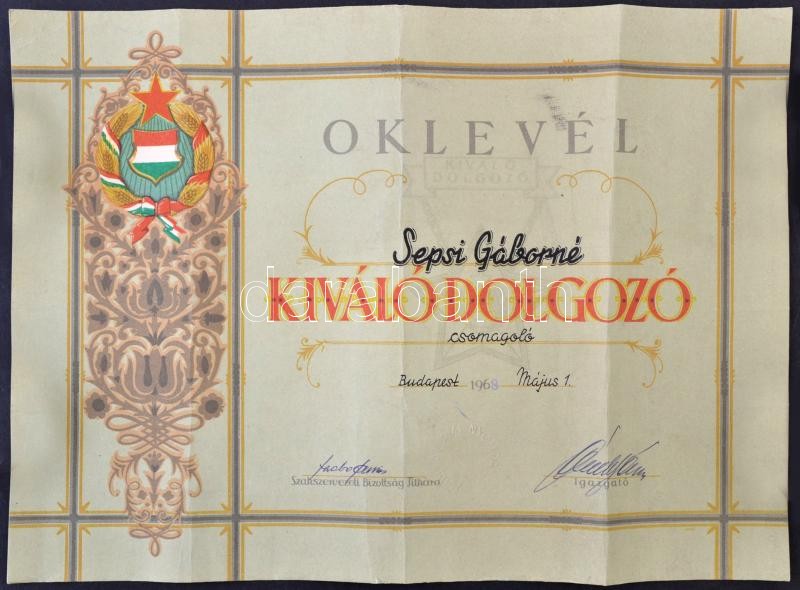 OKLEVÉL
KIVÁLÓ
DOLGOZÓ
Sepsi Gáborné
KIVÁLÓ DOLGOZÓ
csomagoló
Budapest 1968 Május 1.
Szakszervezeti Bizottság Titkára
Igazgató